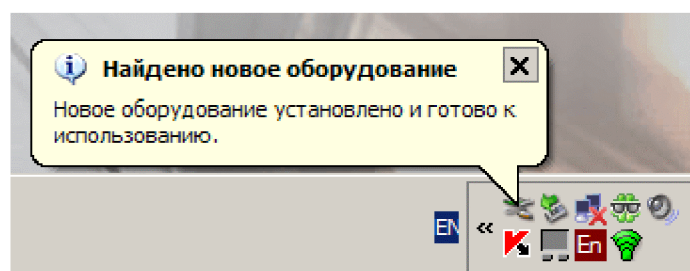 Найдено новое оборудование
Новое оборудование установлено и готово к
использованию.
EN
«
En